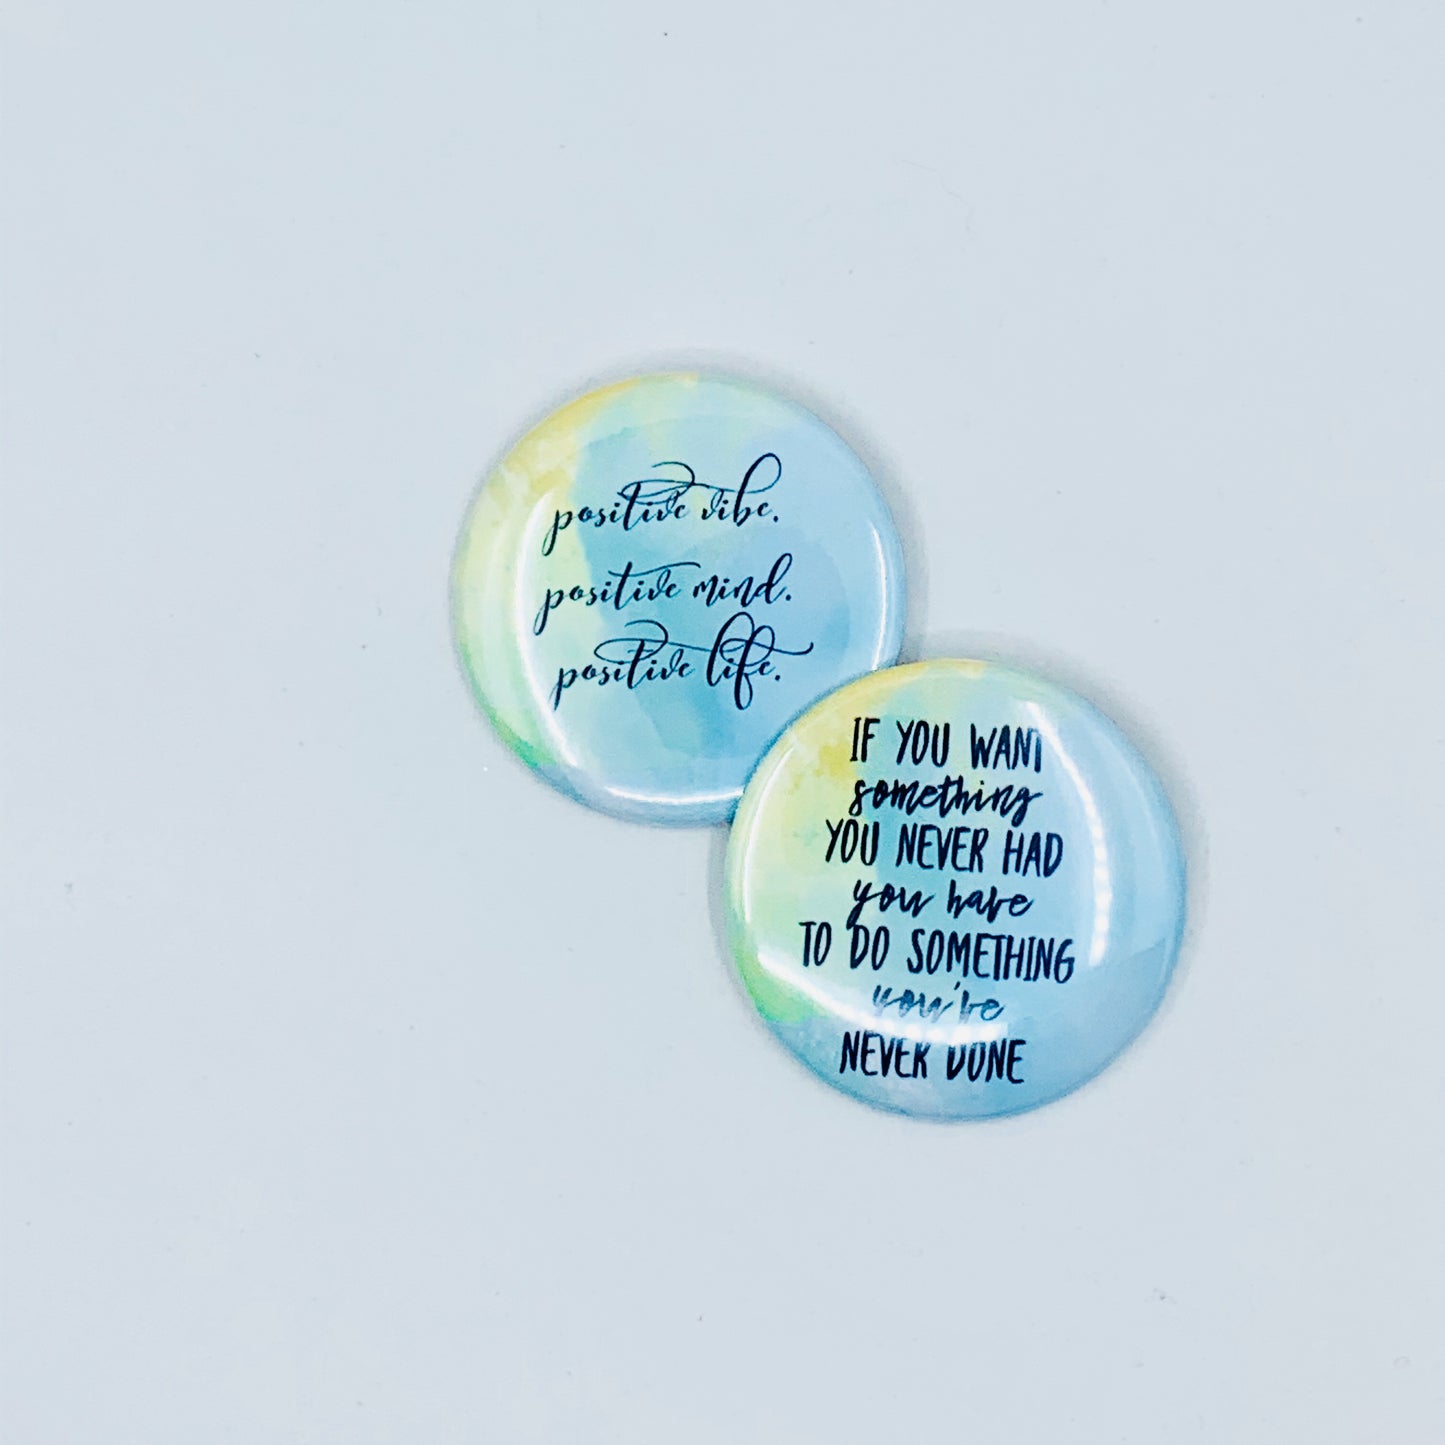 positive vibe.
positive mind.
positive life.
IF YOU WANT
something
YOU NEVER HAD
you have
TO DO SOMETHING
you've
NEVER DONE